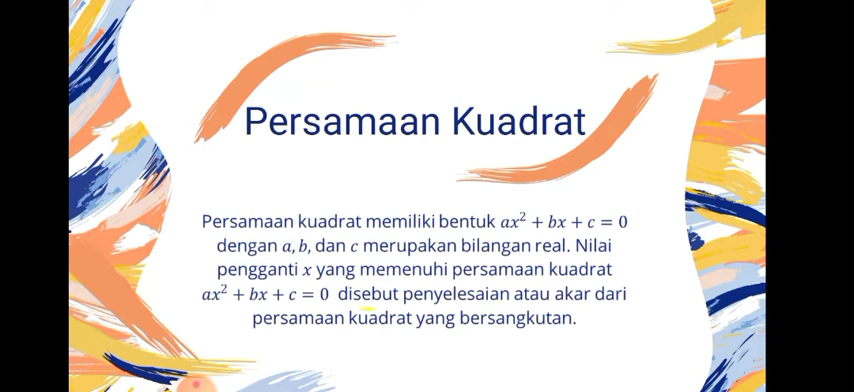 Persamaan Kuadrat
Persamaan kuadrat memiliki bentuk 𝑎𝑥² + 𝑏𝑥 + 𝑐 = 0
dengan 𝑎, 𝑏, dan 𝑐 merupakan bilangan real. Nilai
pengganti 𝑥 yang memenuhi persamaan kuadrat
𝑎𝑥² + 𝑏𝑥 + 𝑐 = 0 disebut penyelesaian atau akar dari
persamaan kuadrat yang bersangkutan.